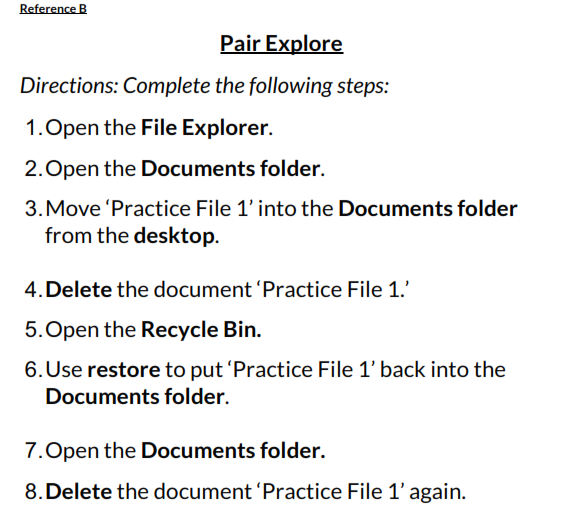 Reference B
Pair Explore
Directions: Complete the following steps:
1. Open the File Explorer.
2. Open the Documents folder.
3. Move ‘Practice File 1’ into the Documents folder
from the desktop.
4. Delete the document ‘Practice File 1.’
5. Open the Recycle Bin.
6. Use restore to put ‘Practice File 1’ back into the
Documents folder.
7. Open the Documents folder.
8. Delete the document ‘Practice File 1’ again.